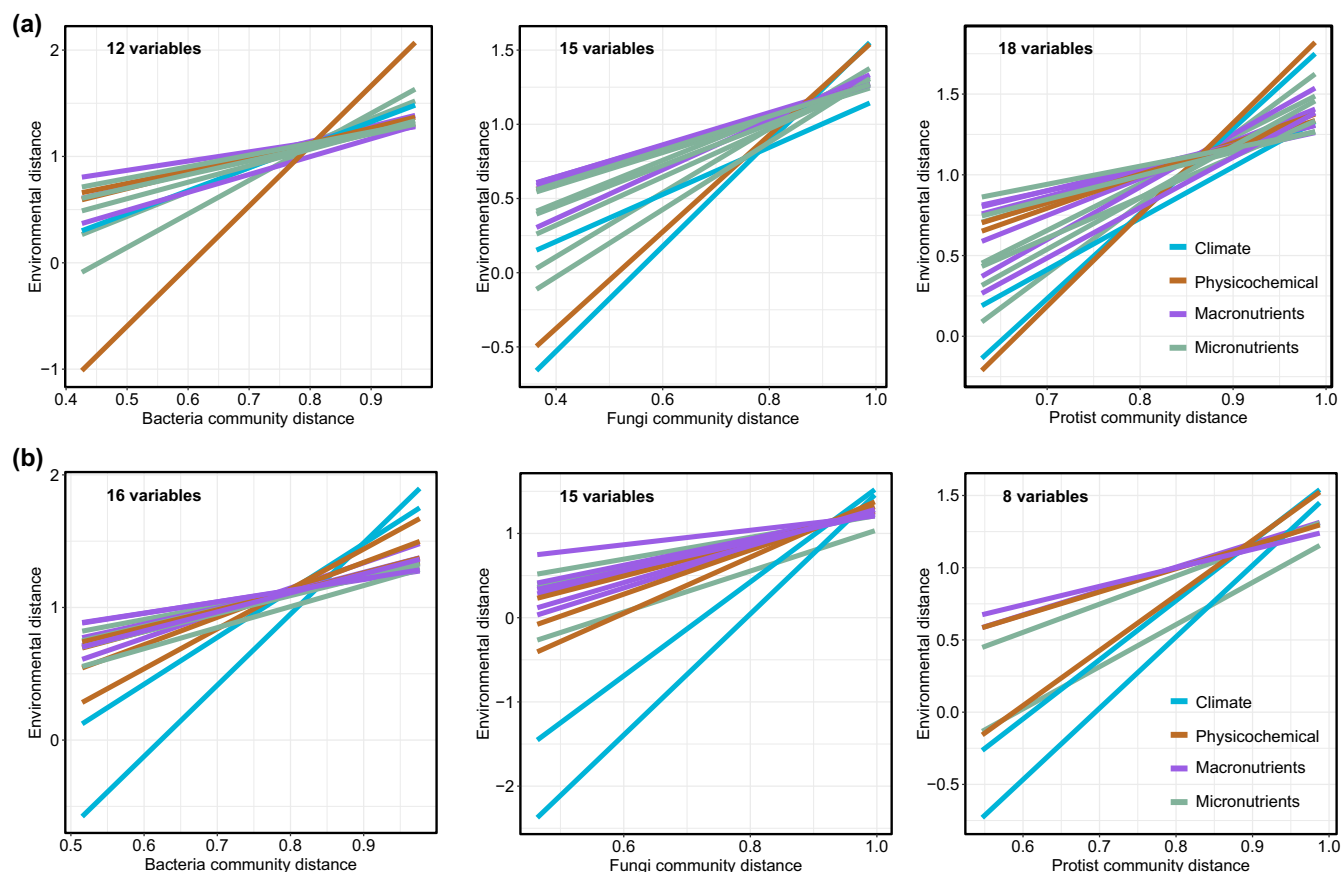 (a)
12 variables
2
1
0
−1
0.4
0.5
0.6
0.7
0.8
0.9
Environmental distance
Bacteria community distance
15 variables
1.5
1.0
0.5
0.0
−0.5
0.4
0.6
0.8
1.0
Environmental distance
Fungi community distance
18 variables
1.5
1.0
0.5
0.0
0.7
0.8
0.9
1.0
Environmental distance
Protist community distance
Climate
Physicochemical
Macronutrients
Micronutrients
(b)
16 variables
2
1
0
0.5
0.6
0.7
0.8
0.9
Environmental distance
Bacteria community distance
15 variables
1
0
−1
−2
0.6
0.8
1.0
Environmental distance
Fungi community distance
8 variables
1.5
1.0
0.5
0.0
−0.5
0.6
0.7
0.8
0.9
1.0
Environmental distance
Protist community distance
Climate
Physicochemical
Macronutrients
Micronutrients